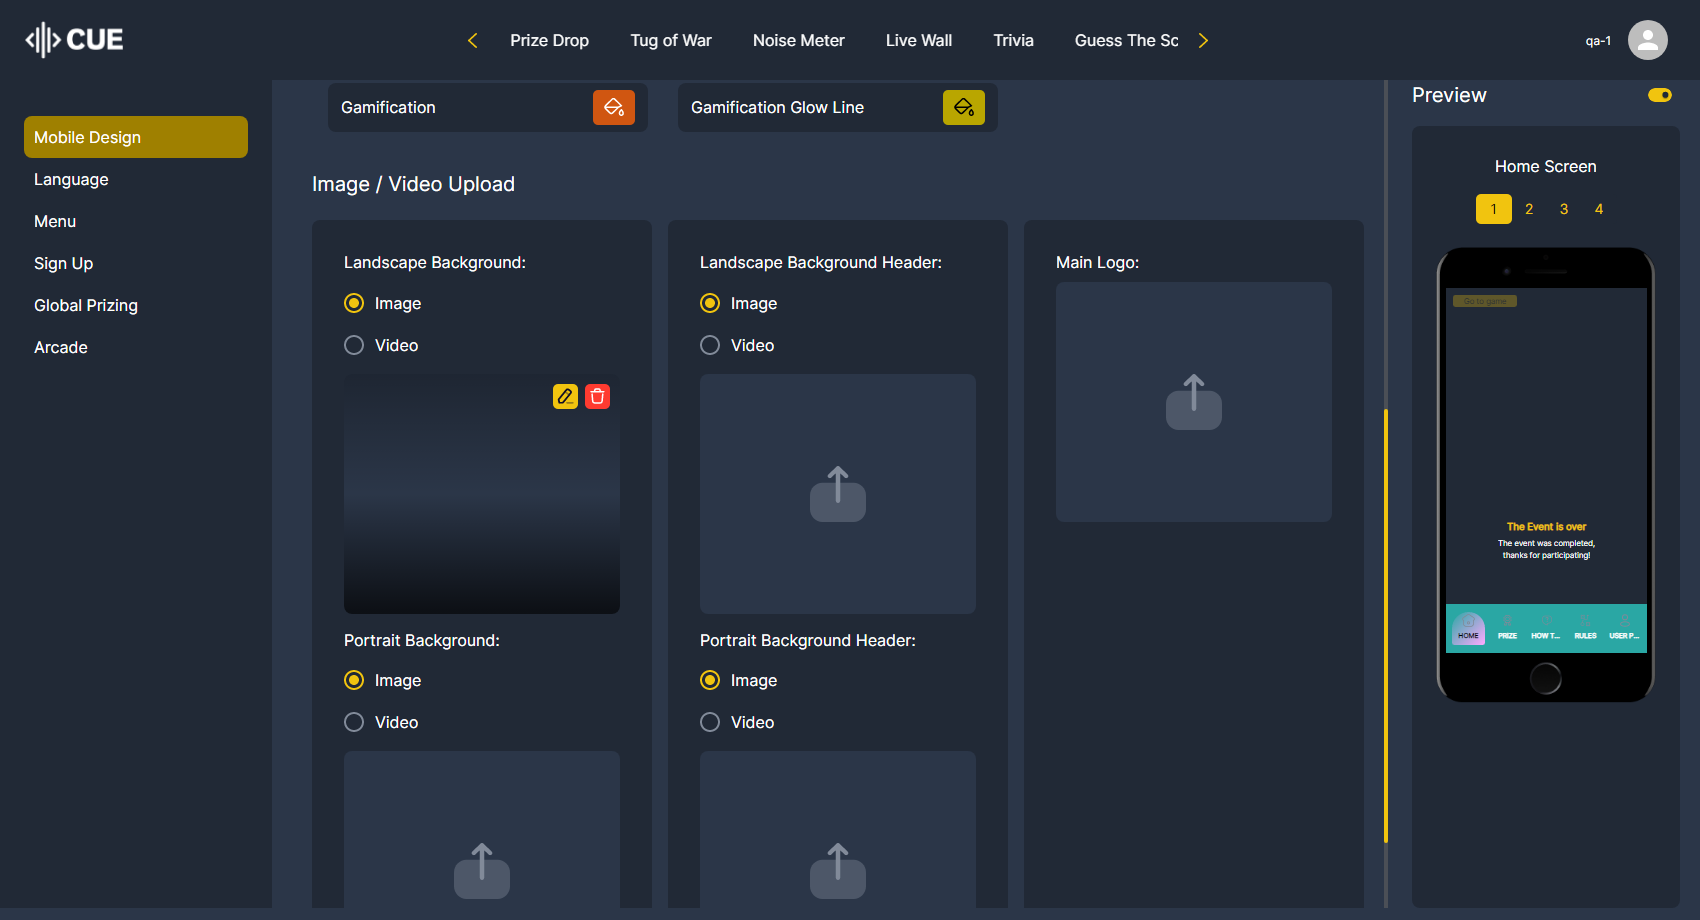 CUE
Prize Drop
Tug of War
Noise Meter
Live Wall
Trivia
Guess The Sc
qa-1
Mobile Design
Language
Menu
Sign Up
Global Prizing
Arcade
Gamification
Gamification Glow Line
Image / Video Upload
Landscape Background:
Image
Video
Portrait Background:
Image
Video
Landscape Background Header:
Image
Video
Portrait Background Header:
Image
Video
Main Logo:
Preview
Home Screen
1 2 3 4
Go to game
The Event is over
The event was completed,
thanks for participating!
HOME PRIZE HOW T... RULES USER P...